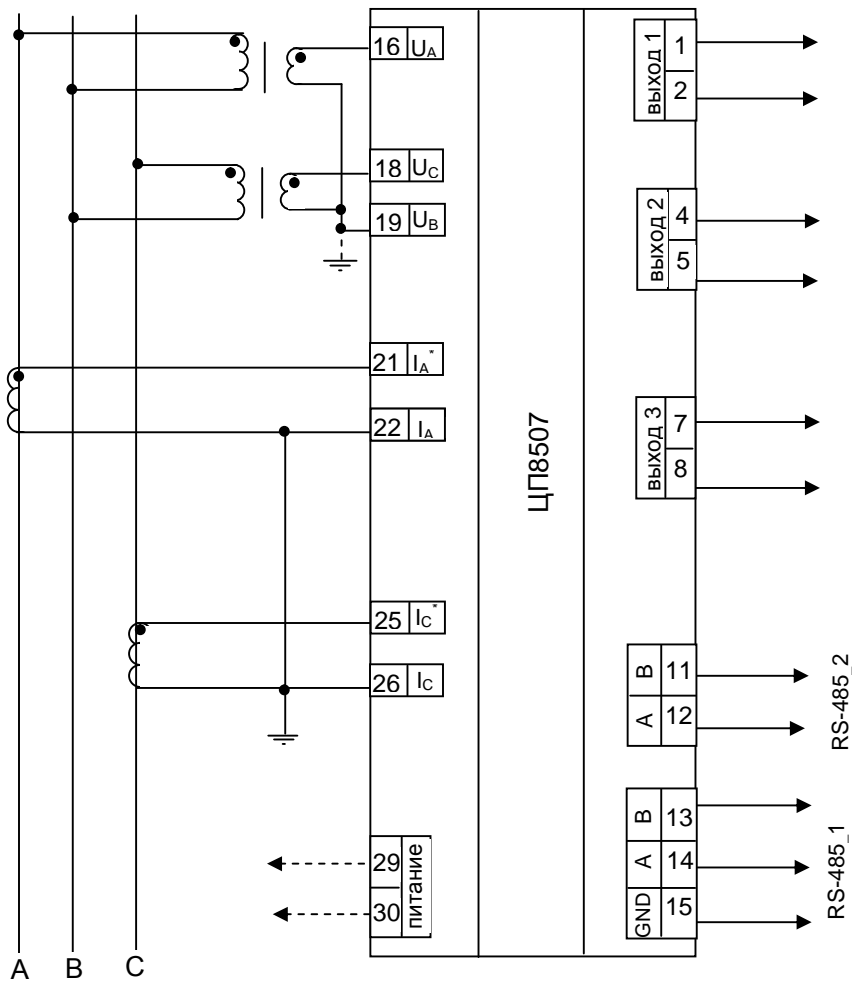 16 UA
18 UC
19 UB
21 IA*
22 IA
25 IC*
26 IC
29
30
питание
A
B
C
ЦП8507
выход 1
1
2
выход 2
4
5
выход 3
7
8
B 11
A 12
RS-485_2
B 13
A 14
GND 15
RS-485_1